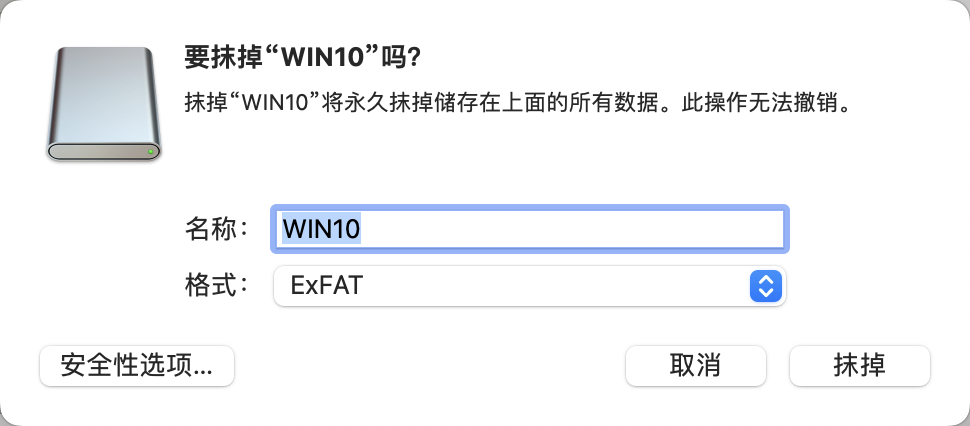 要抹掉“WIN10”吗？
抹掉“WIN10”将永久抹掉储存在上面的所有数据。此操作无法撤销。
名称：
WIN10
格式：
ExFAT
安全性选项...
取消
抹掉